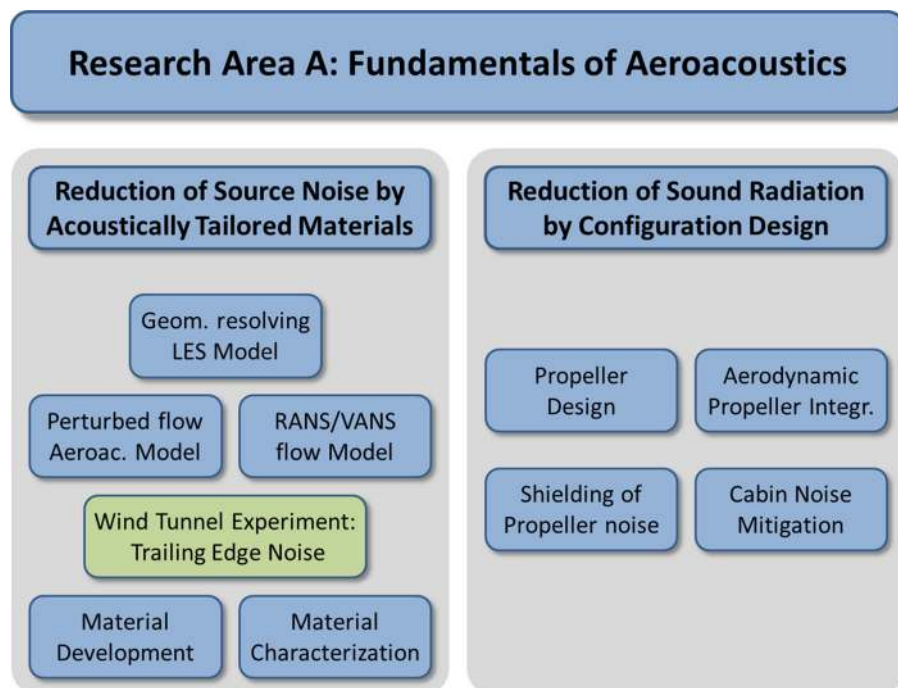 Research Area A: Fundamentals of Aeroacoustics
Reduction of Source Noise by
Acoustically Tailored Materials
Geom. resolving
LES Model
Perturbed flow
Aeroac. Model
RANS/VANS
flow Model
Wind Tunnel Experiment:
Trailing Edge Noise
Material
Development
Material
Characterization
Reduction of Sound Radiation
by Configuration Design
Propeller
Design
Aerodynamic
Propeller Integr.
Shielding of
Propeller noise
Cabin Noise
Mitigation